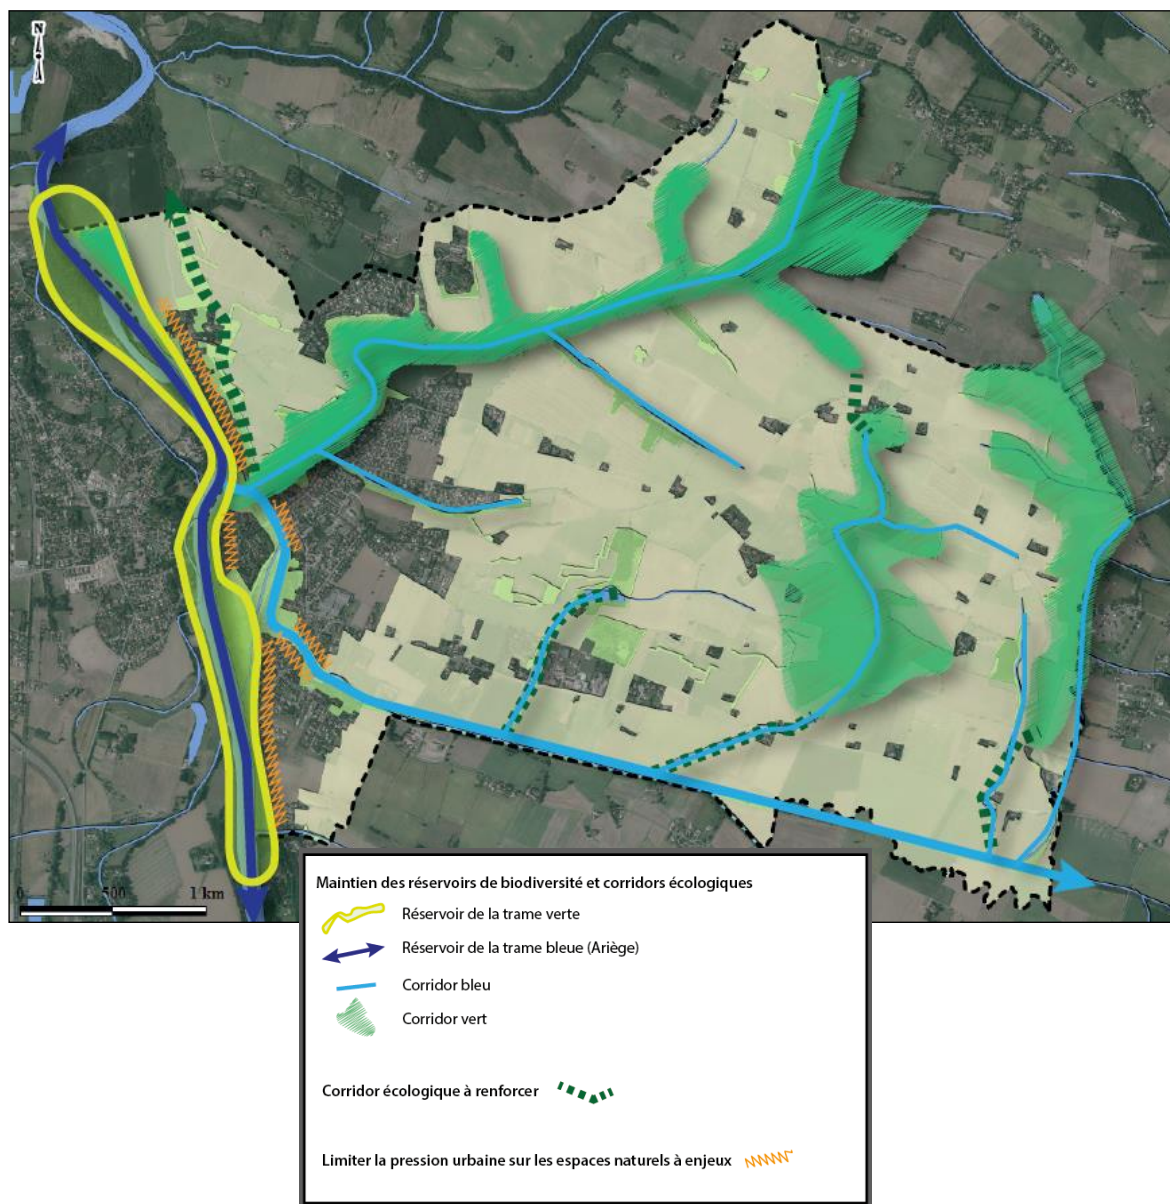 N
0 500 1 km
Maintien des réservoirs de biodiversité et corridors écologiques
Réservoir de la trame verte
Réservoir de la trame bleue (Ariège)
Corridor bleu
Corridor vert
Corridor écologique à renforcer
Limiter la pression urbaine sur les espaces naturels à enjeux